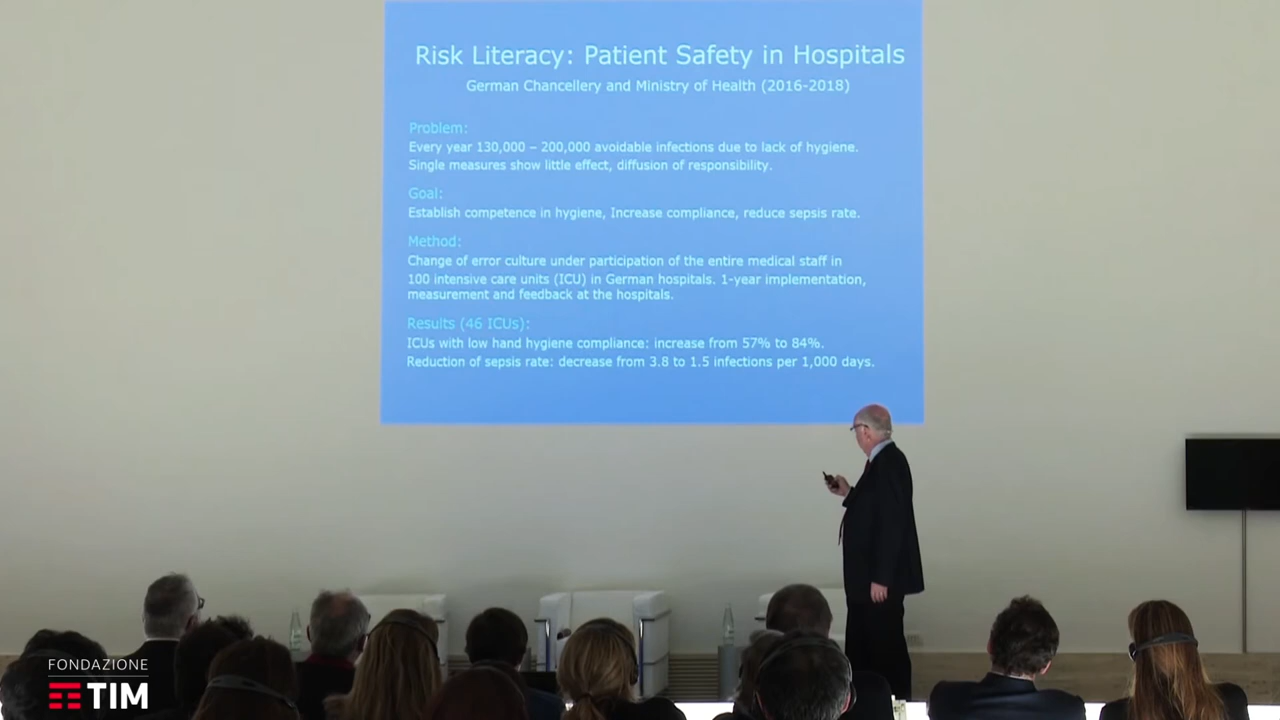 Risk Literacy: Patient Safety in Hospitals
German Chancellery and Ministry of Health (2016-2018)
Problem:
Every year 130,000 – 200,000 avoidable infections due to lack of hygiene.
Single measures show little effect, diffusion of responsibility.
Goal:
Establish competence in hygiene, Increase compliance, reduce sepsis rate.
Method:
Change of error culture under participation of the entire medical staff in
100 intensive care units (ICU) in German hospitals. 1-year implementation,
measurement and feedback at the hospitals.
Results (46 ICUs):
ICUs with low hand hygiene compliance: increase from 57% to 84%.
Reduction of sepsis rate: decrease from 3.8 to 1.5 infections per 1,000 days.
FONDAZIONE
TIM